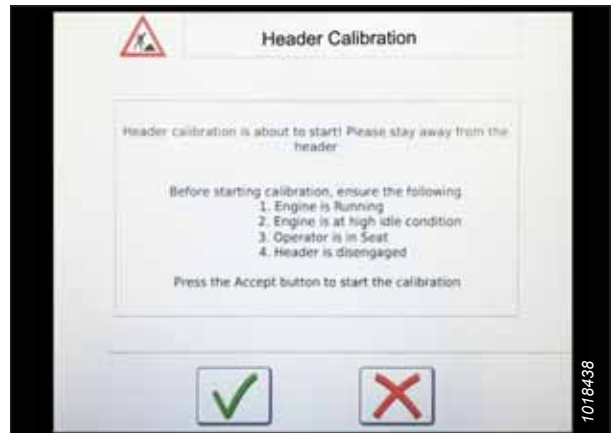 Header Calibration
Header calibration is about to start! Please stay away from the
header
Before starting calibration, ensure the following
1. Engine is Running
2. Engine is at high idle condition
3. Operator is in Seat
4. Header is disengaged
Press the Accept button to start the calibration
1018438